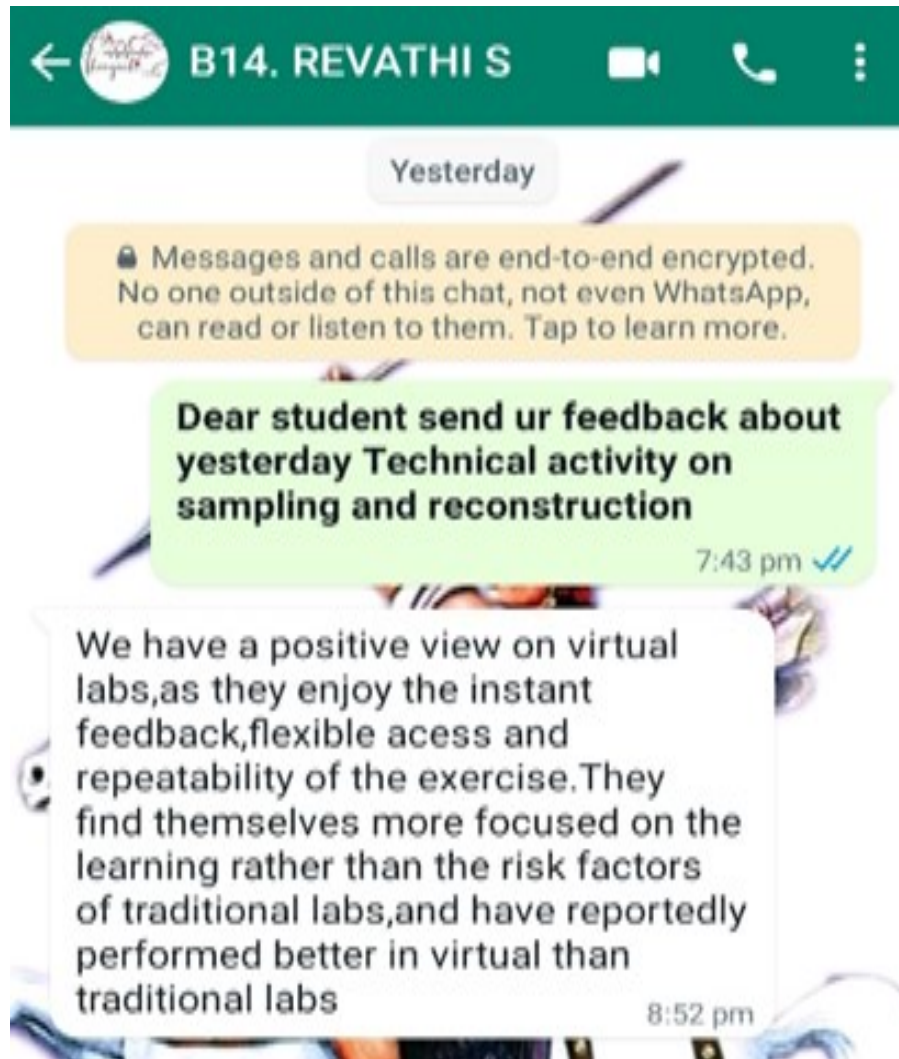 B14. REVATHI S
Yesterday
Messages and calls are end-to-end encrypted.
No one outside of this chat, not even WhatsApp,
can read or listen to them. Tap to learn more.
Dear student send ur feedback about
yesterday Technical activity on
sampling and reconstruction
7:43 pm
We have a positive view on virtual
labs,as they enjoy the instant
feedback,flexible acess and
repeatability of the exercise.They
find themselves more focused on the
learning rather than the risk factors
of traditional labs,and have reportedly
performed better in virtual than
traditional labs
8:52 pm